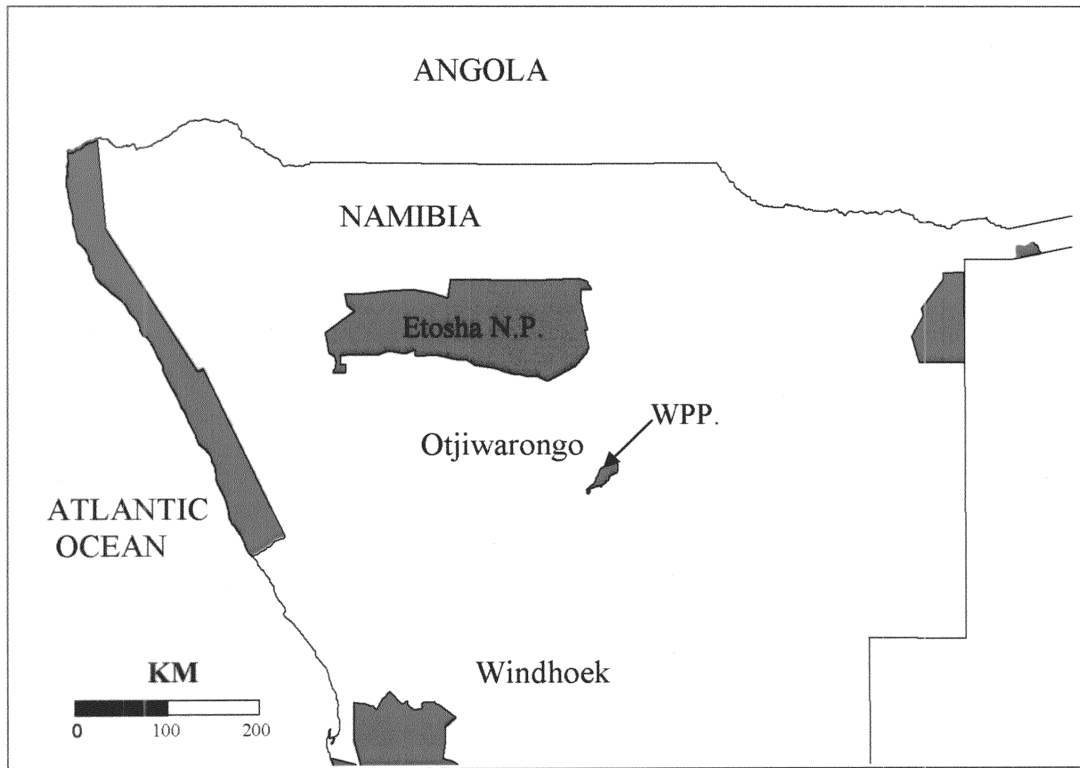 ANGOLA
NAMIBIA
Etosha N.P.
WPP.
Otjiwarongo
ATLANTIC
OCEAN
Windhoek
KM
0 100 200